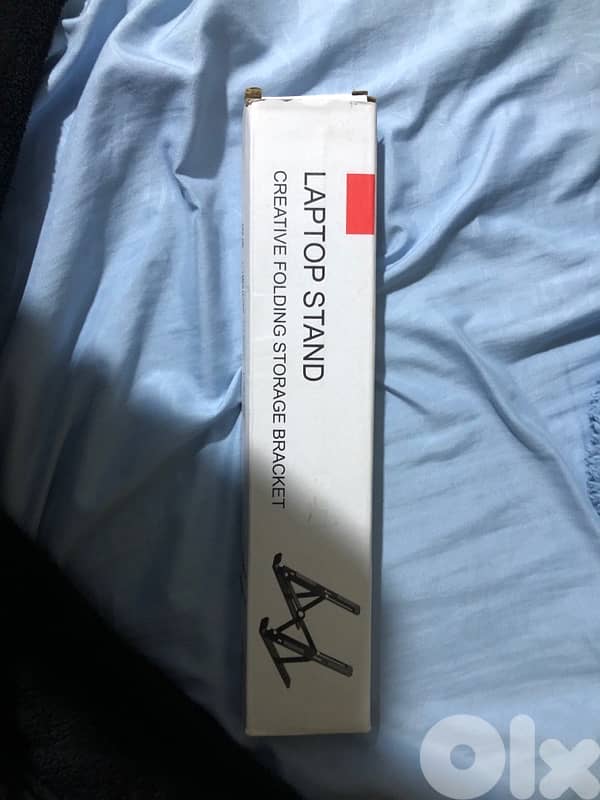 LAPTOP STAND
CREATIVE FOLDING STORAGE BRACKET
Olx